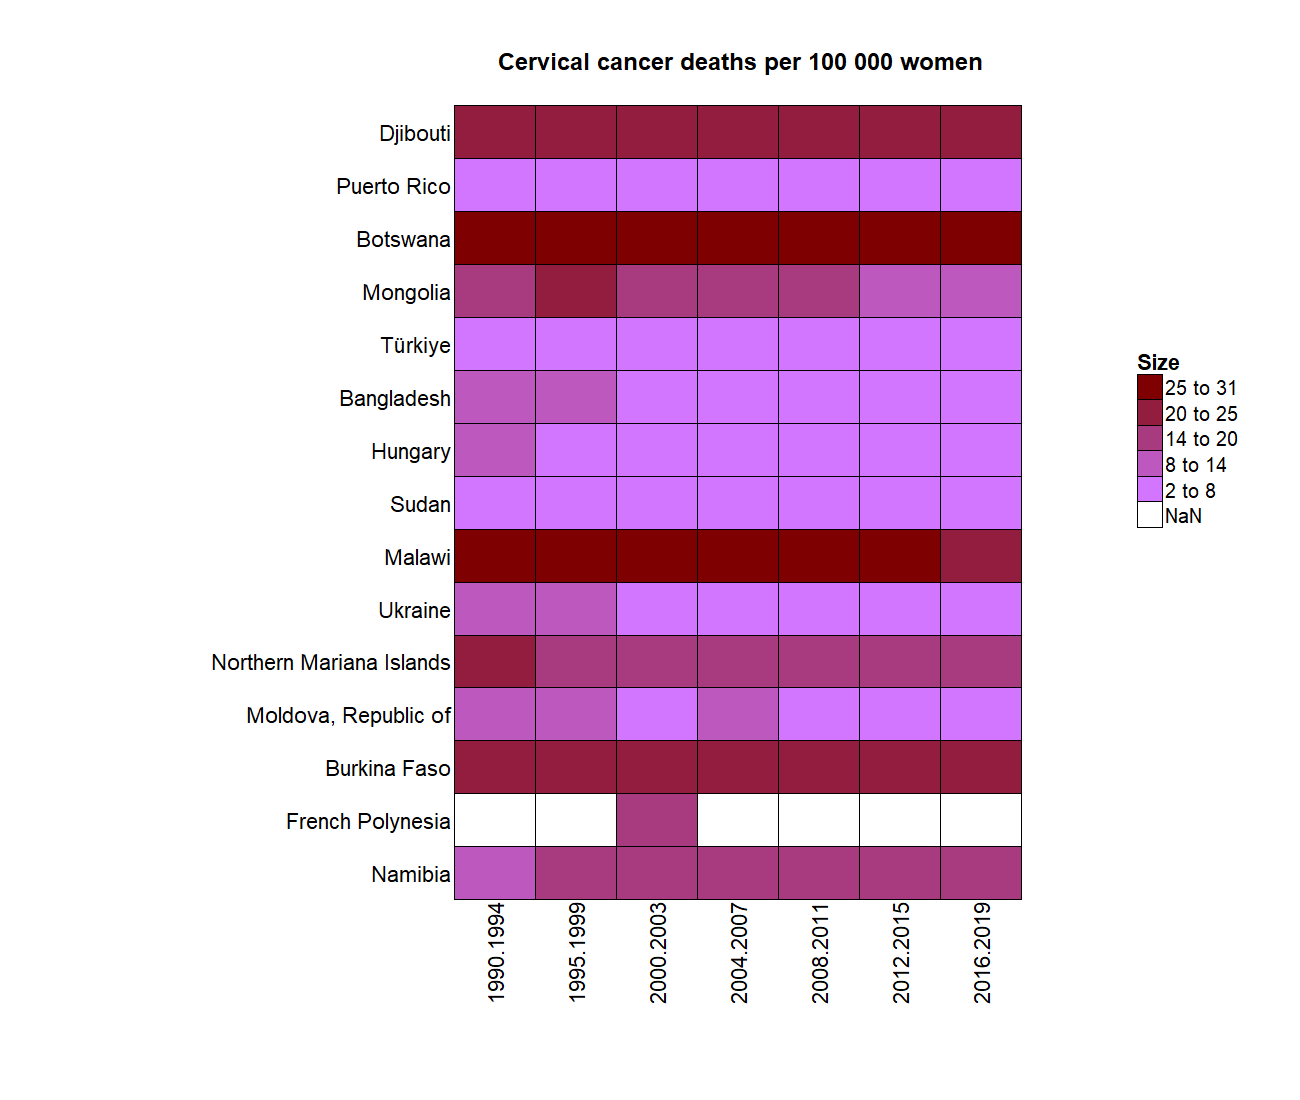 Cervical cancer deaths per 100 000 women
Djibouti
Puerto Rico
Botswana
Mongolia
Türkiye
Bangladesh
Hungary
Sudan
Malawi
Ukraine
Northern Mariana Islands
Moldova, Republic of
Burkina Faso
French Polynesia
Namibia
1990.1994
1995.1999
2000.2003
2004.2007
2008.2011
2012.2015
2016.2019
Size
25 to 31
20 to 25
14 to 20
8 to 14
2 to 8
NaN